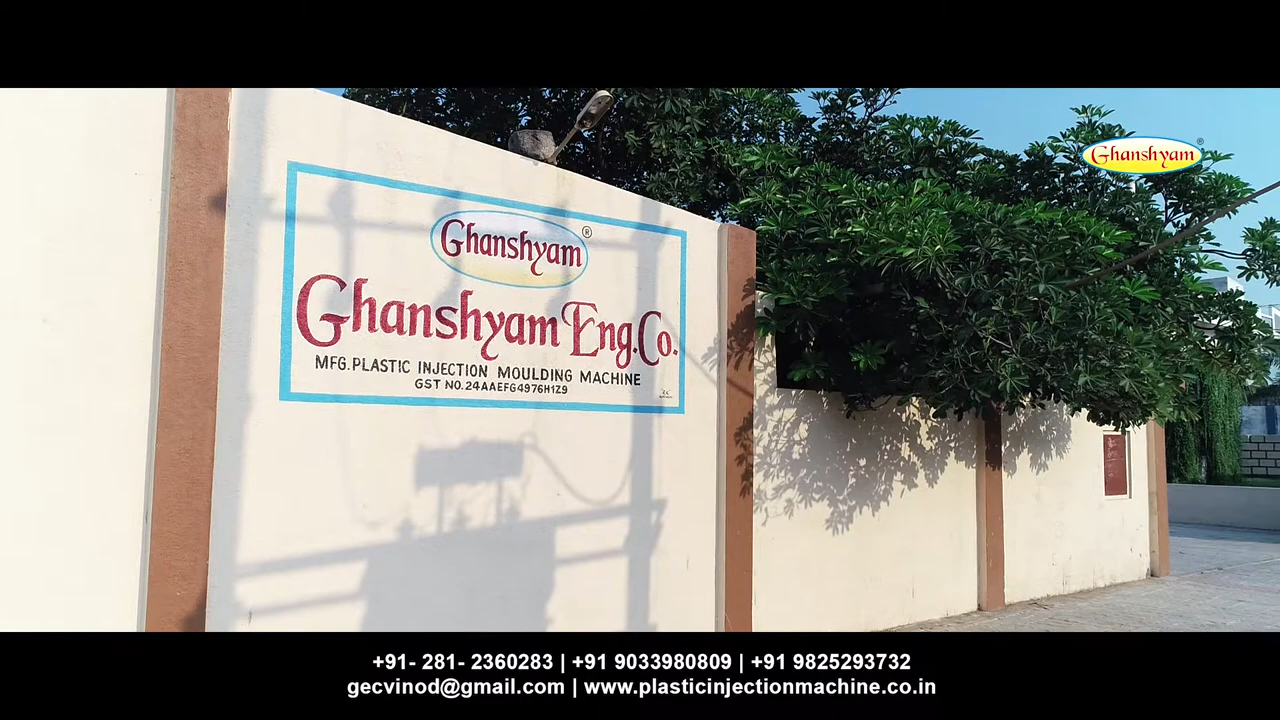 Ghanshyam®
Ghanshyam®
Ghanshyam Eng.Co.
MFG.PLASTIC INJECTION MOULDING MACHINE
GST NO.24AAEFG4976H1Z9
+91- 281- 2360283 | +91 9033980809 | +91 9825293732
gecvinod@gmail.com | www.plasticinjectionmachine.co.in